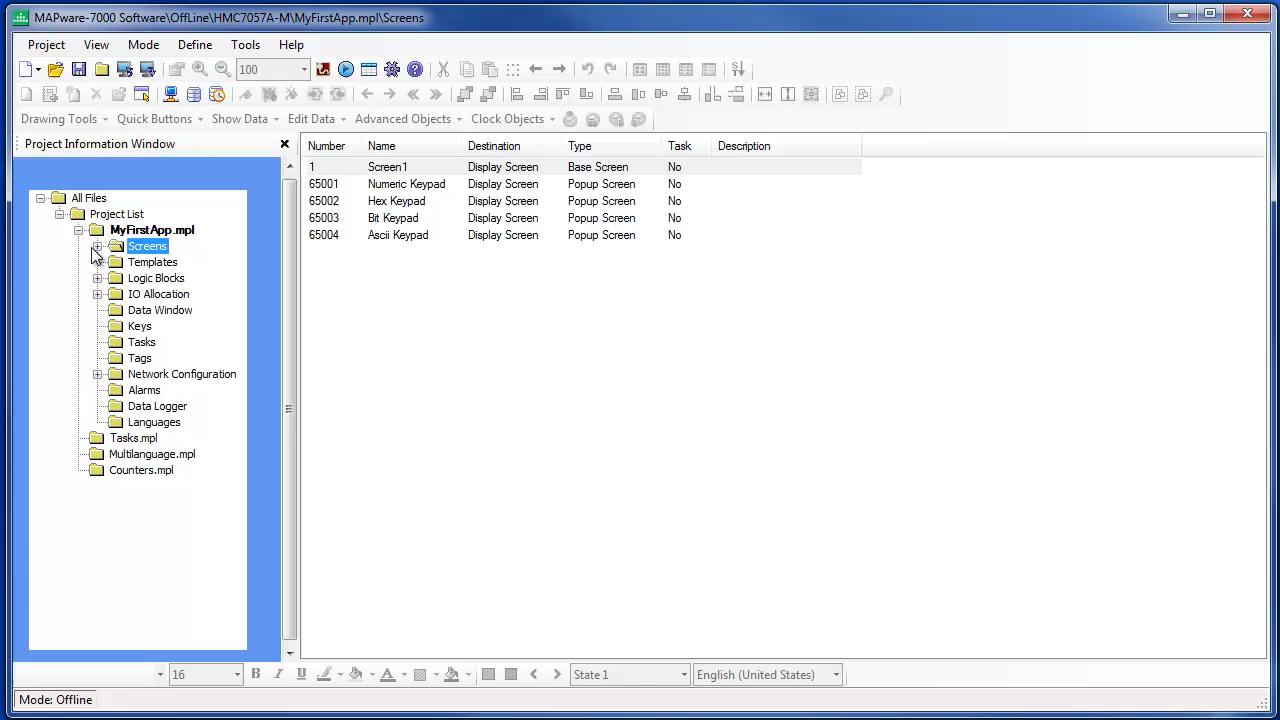 MAPware-7000 Software\OffLine\HMC7057A-M\MyFirstApp.mpl\Screens
Project View Mode Define Tools Help
100
Drawing Tools Quick Buttons Show Data Edit Data Advanced Objects Clock Objects
Project Information Window
Number Name Destination Type Task Description
1 Screen1 Display Screen Base Screen No
65001 Numeric Keypad Display Screen Popup Screen No
65002 Hex Keypad Display Screen Popup Screen No
65003 Bit Keypad Display Screen Popup Screen No
65004 Ascii Keypad Display Screen Popup Screen No
All Files
Project List
MyFirstApp.mpl
Screens
Templates
Logic Blocks
IO Allocation
Data Window
Keys
Tasks
Tags
Network Configuration
Alarms
Data Logger
Languages
Tasks.mpl
Multilanguage.mpl
Counters.mpl
16 B I U A State 1 English (United States)
Mode: Offline